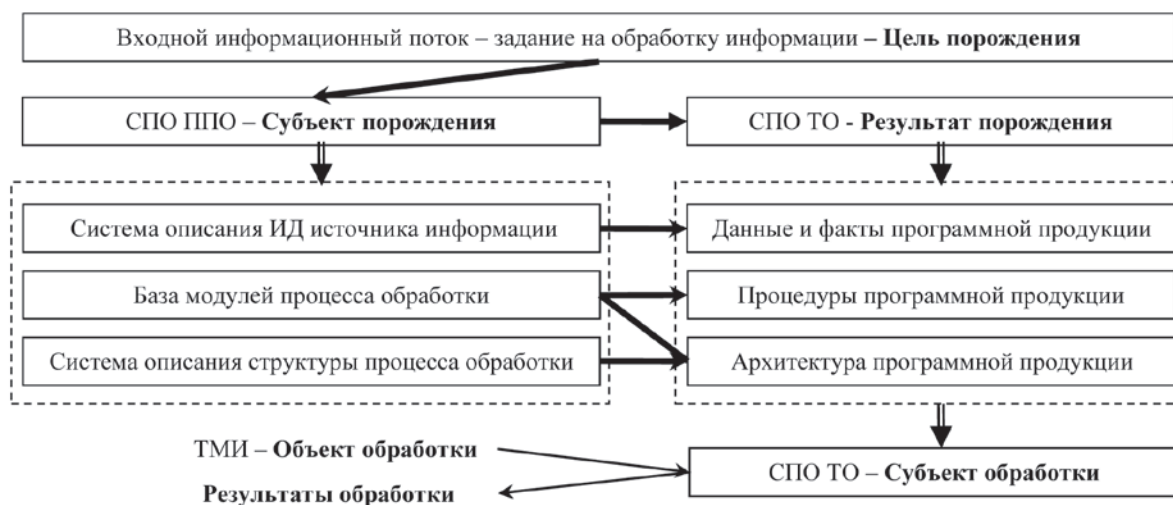 Входной информационный поток – задание на обработку информации – Цель порождения
СПО ППО – Субъект порождения
СПО ТО - Результат порождения
Система описания ИД источника информации
Данные и факты программной продукции
База модулей процесса обработки
Процедуры программной продукции
Система описания структуры процесса обработки
Архитектура программной продукции
ТМИ – Объект обработки
СПО ТО – Субъект обработки
Результаты обработки